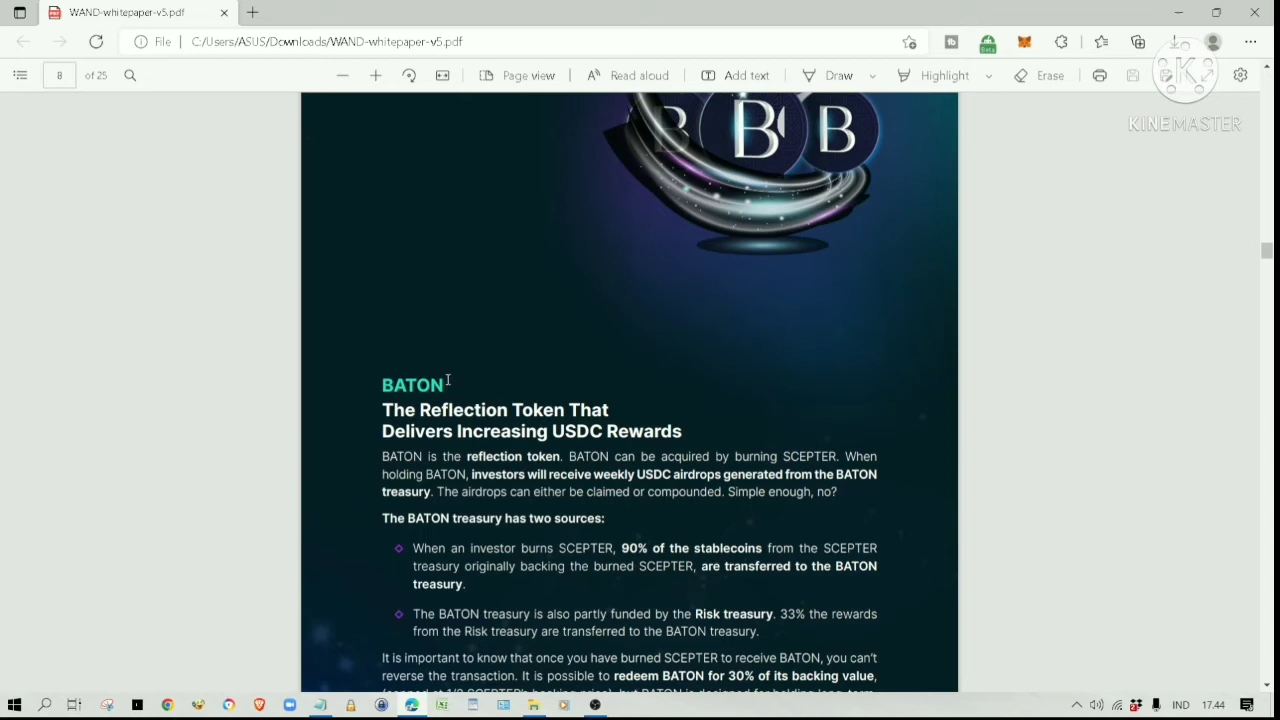 WAND-whitepaper-v5.pdf
File | C:/Users/ASUS/Downloads/WAND-whitepaper-v5.pdf
8 of 25 Page view Read aloud Add text Draw Highlight Erase
K
KINEMASTER
B B B
BATON
The Reflection Token That
Delivers Increasing USDC Rewards
BATON is the reflection token. BATON can be acquired by burning SCEPTER. When
holding BATON, investors will receive weekly USDC airdrops generated from the BATON
treasury. The airdrops can either be claimed or compounded. Simple enough, no?
The BATON treasury has two sources:
When an investor burns SCEPTER, 90% of the stablecoins from the SCEPTER
treasury originally backing the burned SCEPTER, are transferred to the BATON
treasury.
The BATON treasury is also partly funded by the Risk treasury. 33% the rewards
from the Risk treasury are transferred to the BATON treasury.
It is important to know that once you have burned SCEPTER to receive BATON, you can't
reverse the transaction. It is possible to redeem BATON for 30% of its backing value,
IND 17.44